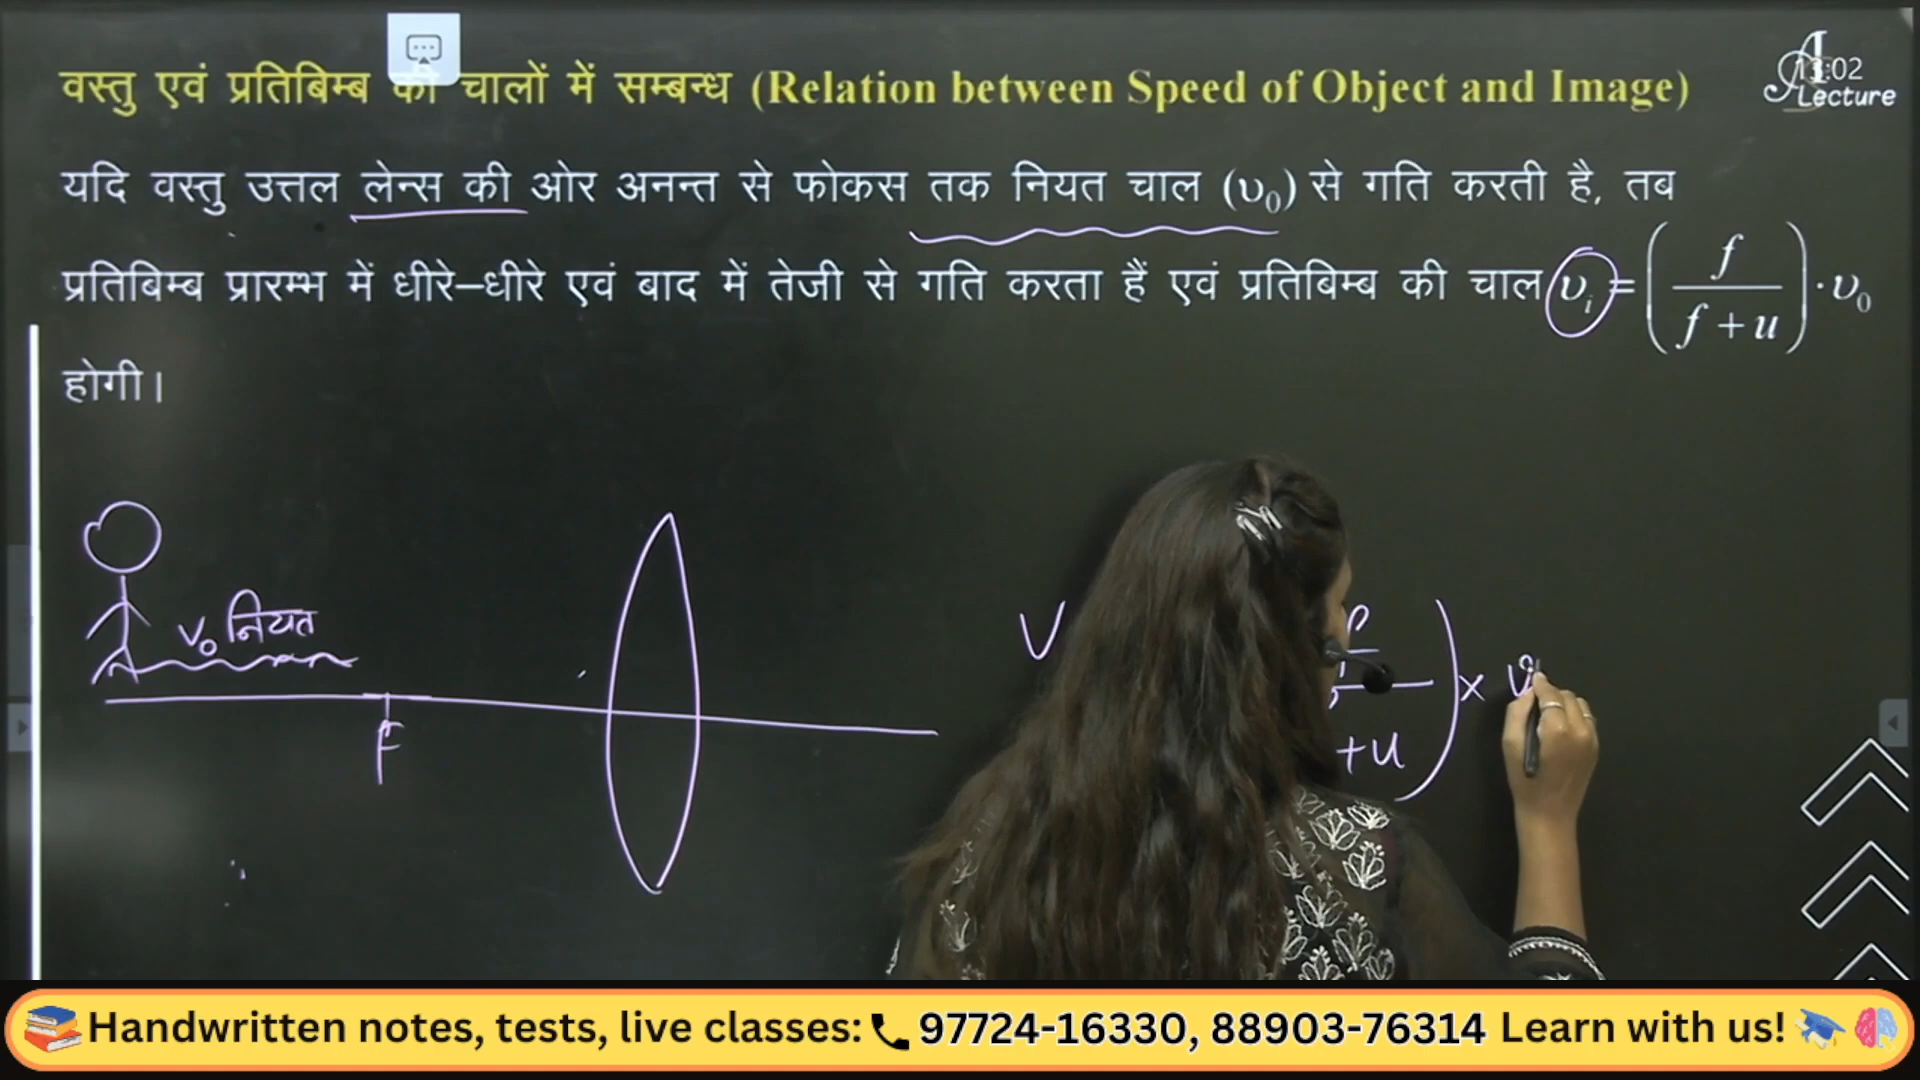 वस्तु एवं प्रतिबिम्ब की चालों में सम्बन्ध (Relation between Speed of Object and Image)
13:02
Lecture
यदि वस्तु उत्तल लेन्स की ओर अनन्त से फोकस तक नियत चाल (υ₀) से गति करती है, तब
प्रतिबिम्ब प्रारम्भ में धीरे–धीरे एवं बाद में तेजी से गति करता हैं एवं प्रतिबिम्ब की चाल υᵢ = (f / f + u) · υ₀
होगी।
V₀ नियत
F
V
+u ) x
Handwritten notes, tests, live classes: 97724-16330, 88903-76314 Learn with us!